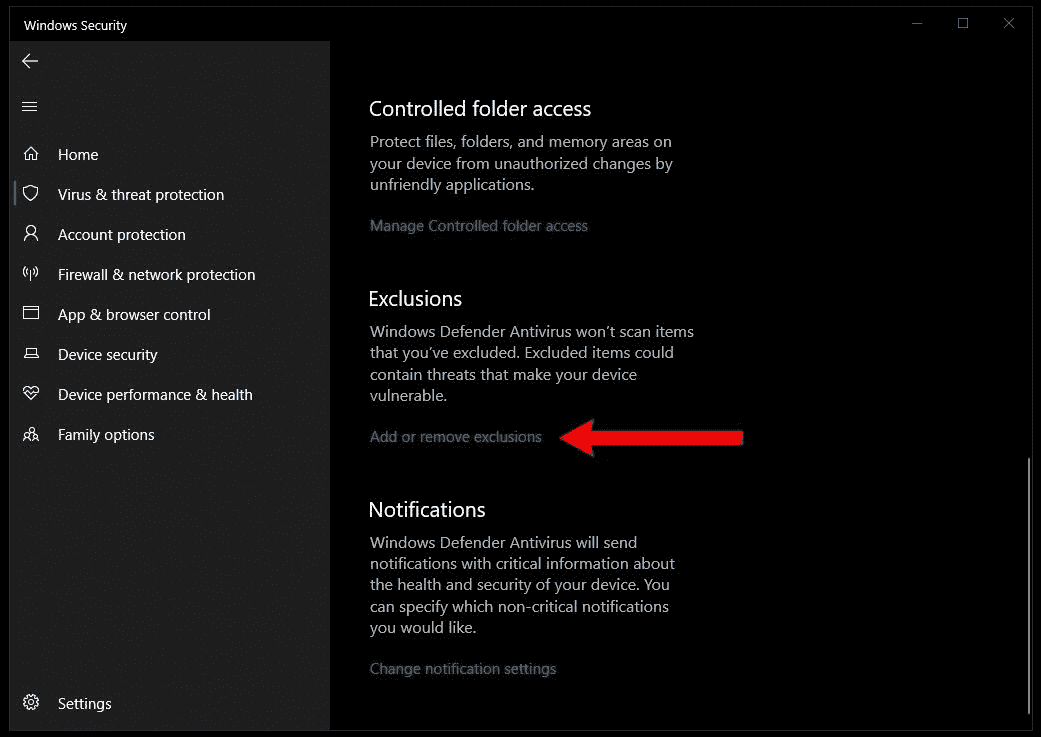 Windows Security
Home
Virus & threat protection
Account protection
Firewall & network protection
App & browser control
Device security
Device performance & health
Family options
Settings
Controlled folder access
Protect files, folders, and memory areas on
your device from unauthorized changes by
unfriendly applications.
Manage Controlled folder access
Exclusions
Windows Defender Antivirus won’t scan items
that you’ve excluded. Excluded items could
contain threats that make your device
vulnerable.
Add or remove exclusions
Notifications
Windows Defender Antivirus will send
notifications with critical information about
the health and security of your device. You
can specify which non-critical notifications
you would like.
Change notification settings